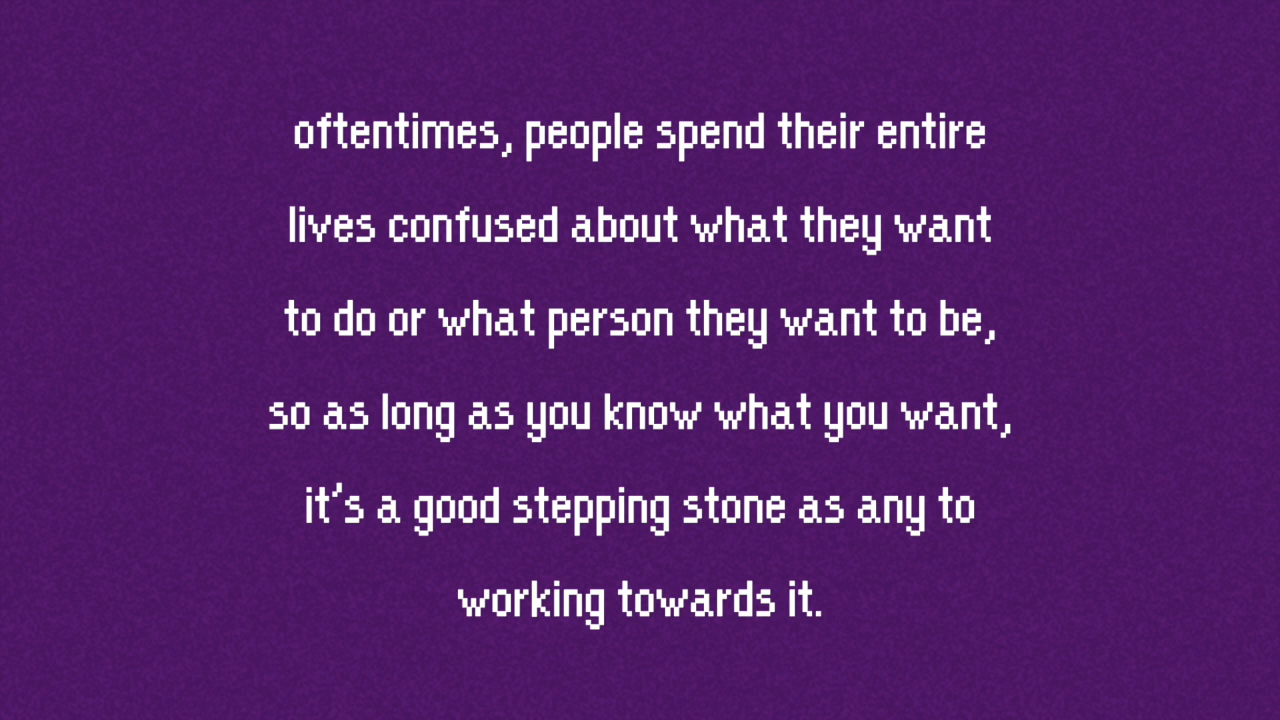 oftentimes, people spend their entire
lives confused about what they want
to do or what person they want to be,
so as long as you know what you want,
it's a good stepping stone as any to
working towards it.